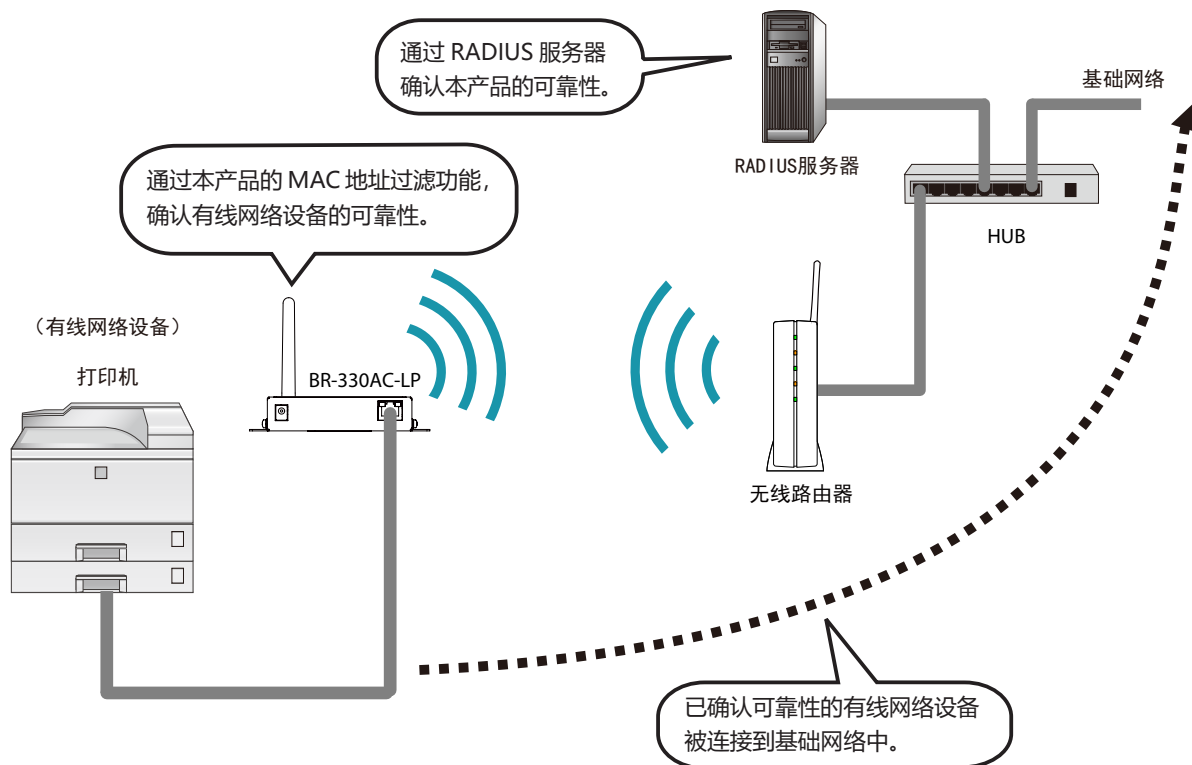 通过 RADIUS 服务器
确认本产品的可靠性。
基础网络
RADIUS服务器
通过本产品的 MAC 地址过滤功能，
确认有线网络设备的可靠性。
HUB
（有线网络设备）
打印机
BR-330AC-LP
无线路由器
已确认可靠性的有线网络设备
被连接到基础网络中。